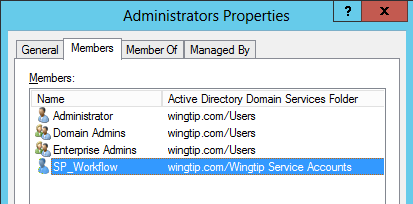 Administrators Properties
? x
General Members Member Of Managed By
Members:
Name Active Directory Domain Services Folder
Administrator wingtip.com/Users
Domain Admins wingtip.com/Users
Enterprise Admins wingtip.com/Users
SP_Workflow wingtip.com/Wingtip Service Accounts